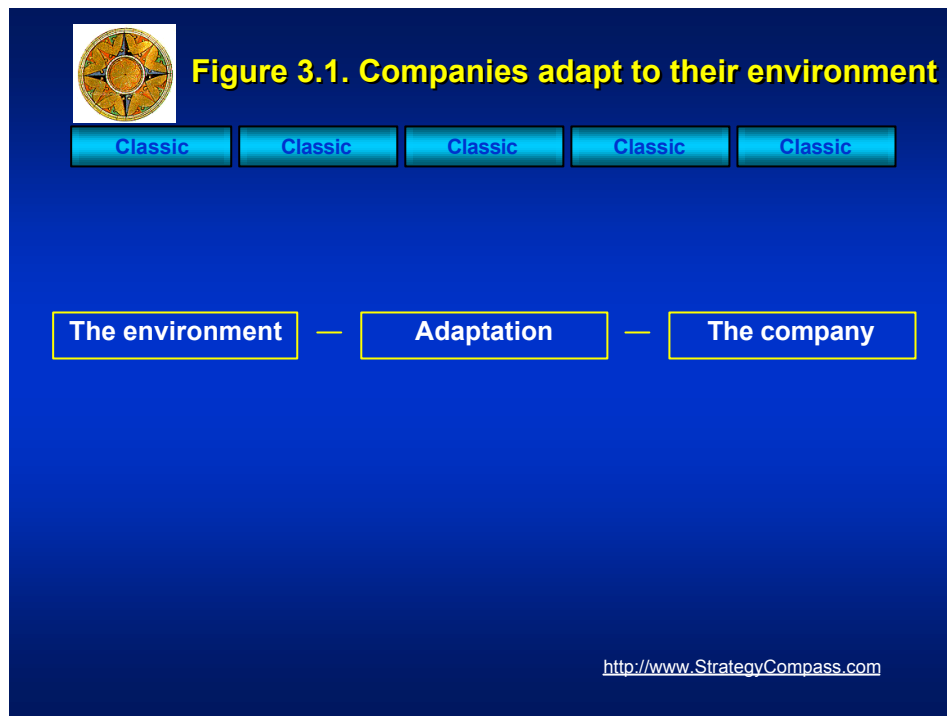 Figure 3.1. Companies adapt to their environment
Classic Classic Classic Classic Classic
The environment — Adaptation — The company
http://www.StrategyCompass.com